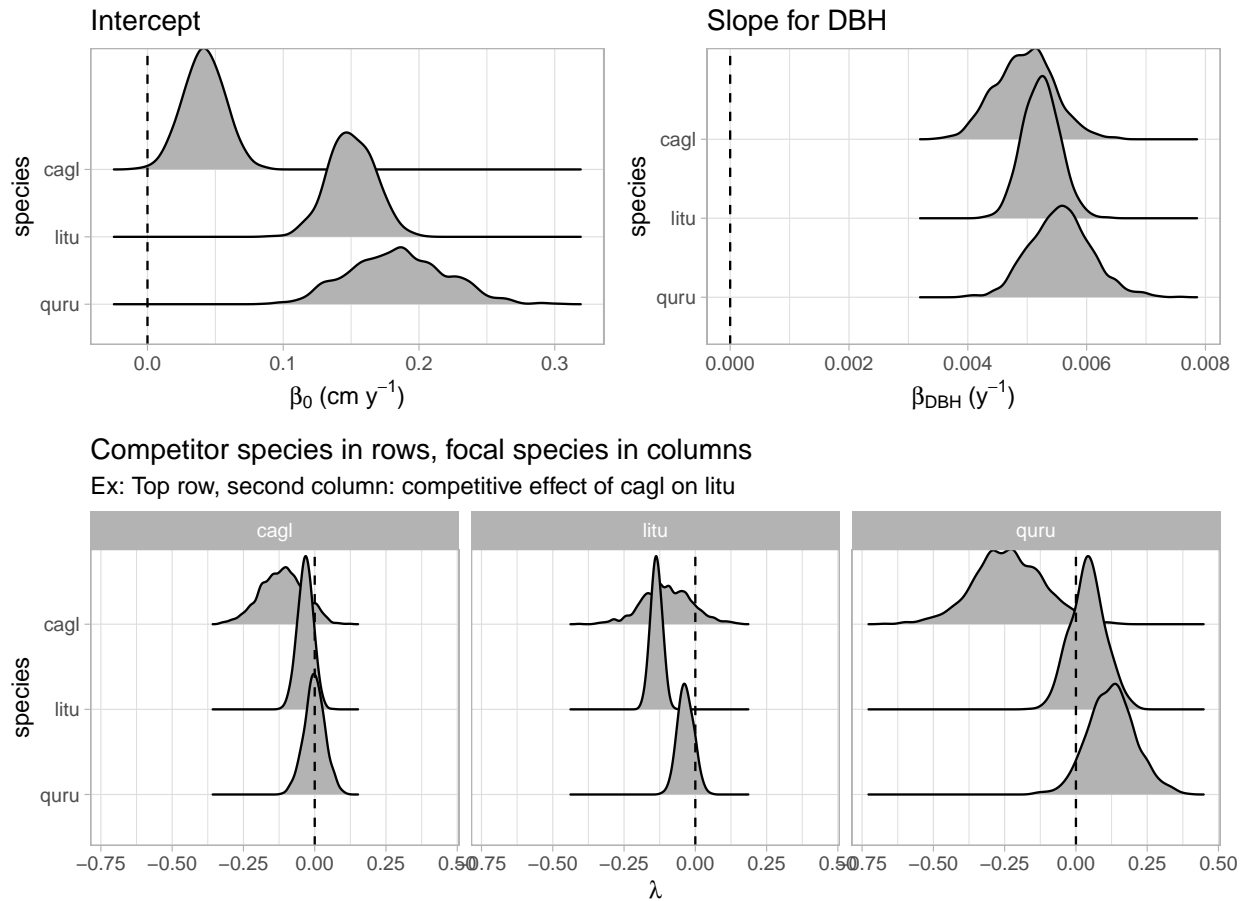 Intercept
species
cagl
litu
quru
0.0 0.1 0.2 0.3
β0 (cm y−1)
Slope for DBH
species
cagl
litu
quru
0.000 0.002 0.004 0.006 0.008
βDBH (y−1)
Competitor species in rows, focal species in columns
Ex: Top row, second column: competitive effect of cagl on litu
cagl litu quru
species
cagl
litu
quru
−0.75 −0.50 −0.25 0.00 0.25 0.50
−0.75 −0.50 −0.25 0.00 0.25 0.50
−0.75 −0.50 −0.25 0.00 0.25 0.50
λ